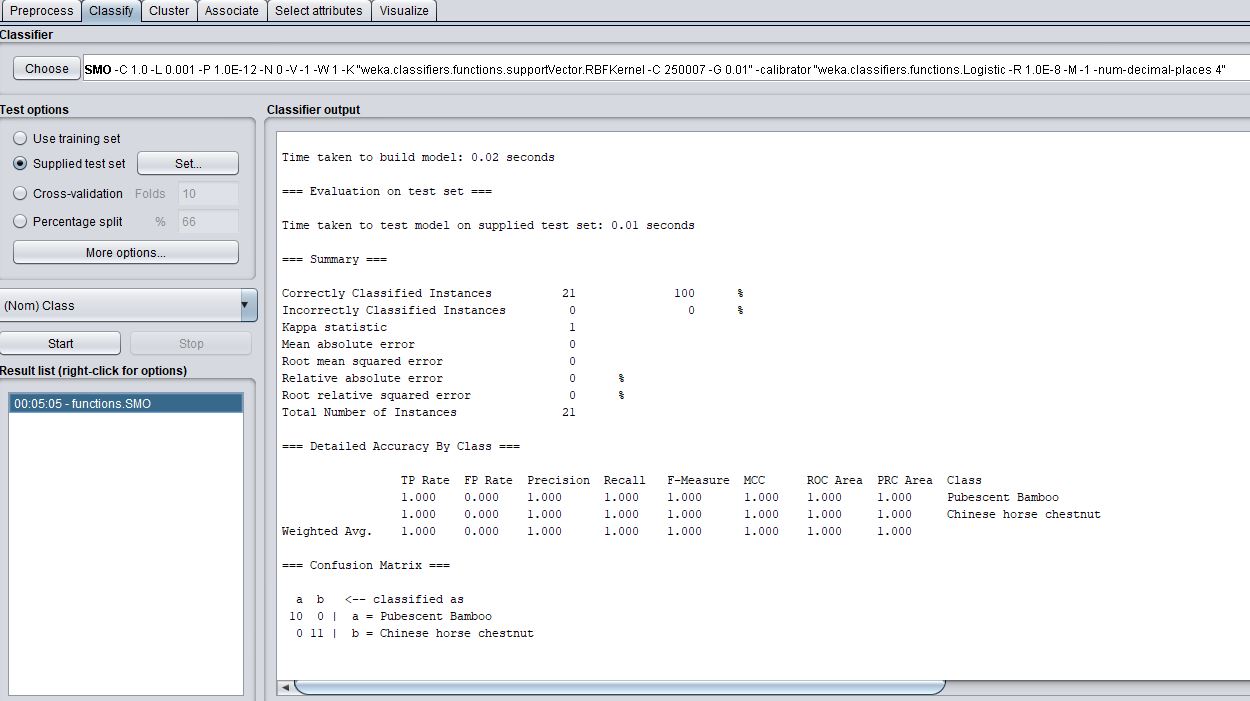 Preprocess Classify Cluster Associate Select attributes Visualize
Classifier
Choose SMO -C 1.0 -L 0.001 -P 1.0E-12 -N 0 -V -1 -W 1 -K "weka.classifiers.functions.supportVector.RBFKernel -C 250007 -G 0.01" -calibrator "weka.classifiers.functions.Logistic -R 1.0E-8 -M -1 -num-decimal-places 4"
Test options
Use training set
Supplied test set Set...
Cross-validation Folds 10
Percentage split % 66
More options...
(Nom) Class
Start Stop
Result list (right-click for options)
00:05:05 - functions.SMO
Classifier output
Time taken to build model: 0.02 seconds
=== Evaluation on test set ===
Time taken to test model on supplied test set: 0.01 seconds
=== Summary ===
Correctly Classified Instances 21 100 %
Incorrectly Classified Instances 0 0 %
Kappa statistic 1
Mean absolute error 0
Root mean squared error 0
Relative absolute error 0 %
Root relative squared error 0 %
Total Number of Instances 21
=== Detailed Accuracy By Class ===
TP Rate FP Rate Precision Recall F-Measure MCC ROC Area PRC Area Class
1.000 0.000 1.000 1.000 1.000 1.000 1.000 1.000 Pubescent Bamboo
1.000 0.000 1.000 1.000 1.000 1.000 1.000 1.000 Chinese horse chestnut
Weighted Avg. 1.000 0.000 1.000 1.000 1.000 1.000 1.000 1.000
=== Confusion Matrix ===
a b <-- classified as
10 0 | a = Pubescent Bamboo
0 11 | b = Chinese horse chestnut